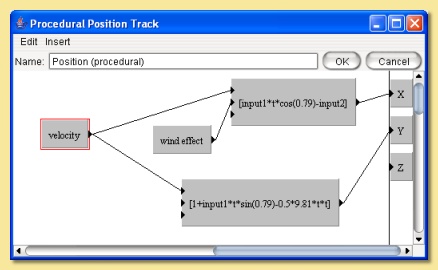 Procedural Position Track
Edit Insert
Name: Position (procedural) OK Cancel
[input1*t*cos(0.79)-input2]
X
velocity
wind effect
Y
Z
[1+input1*t*sin(0.79)-0.5*9.81*t*t]